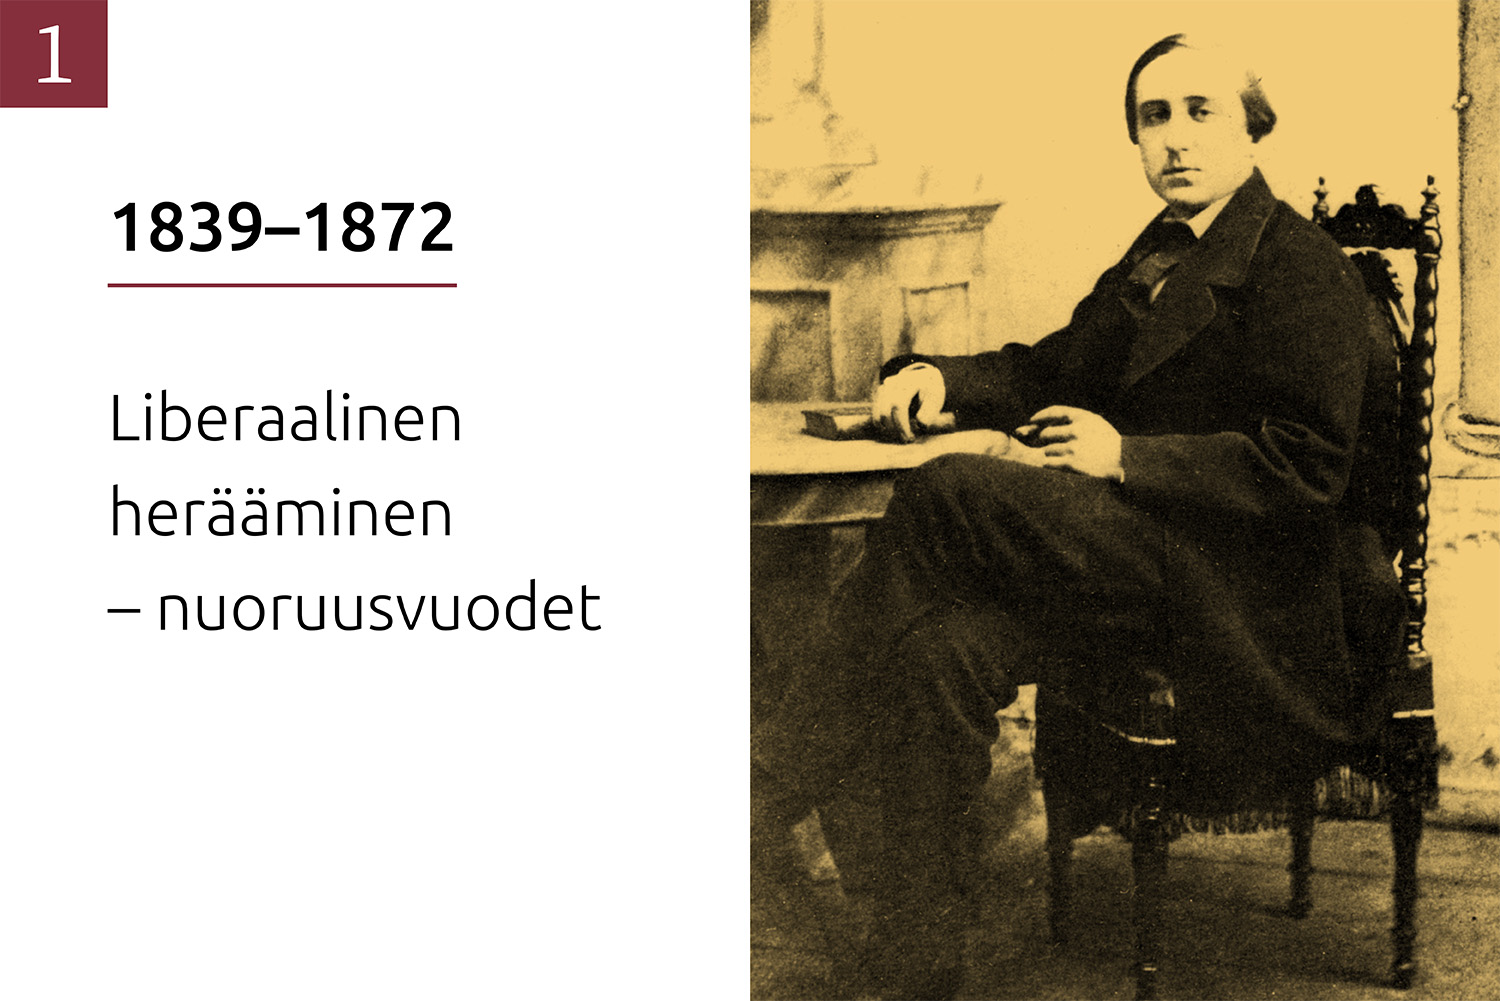 1
1839–1872
Liberaalinen
herääminen
– nuoruusvuodet